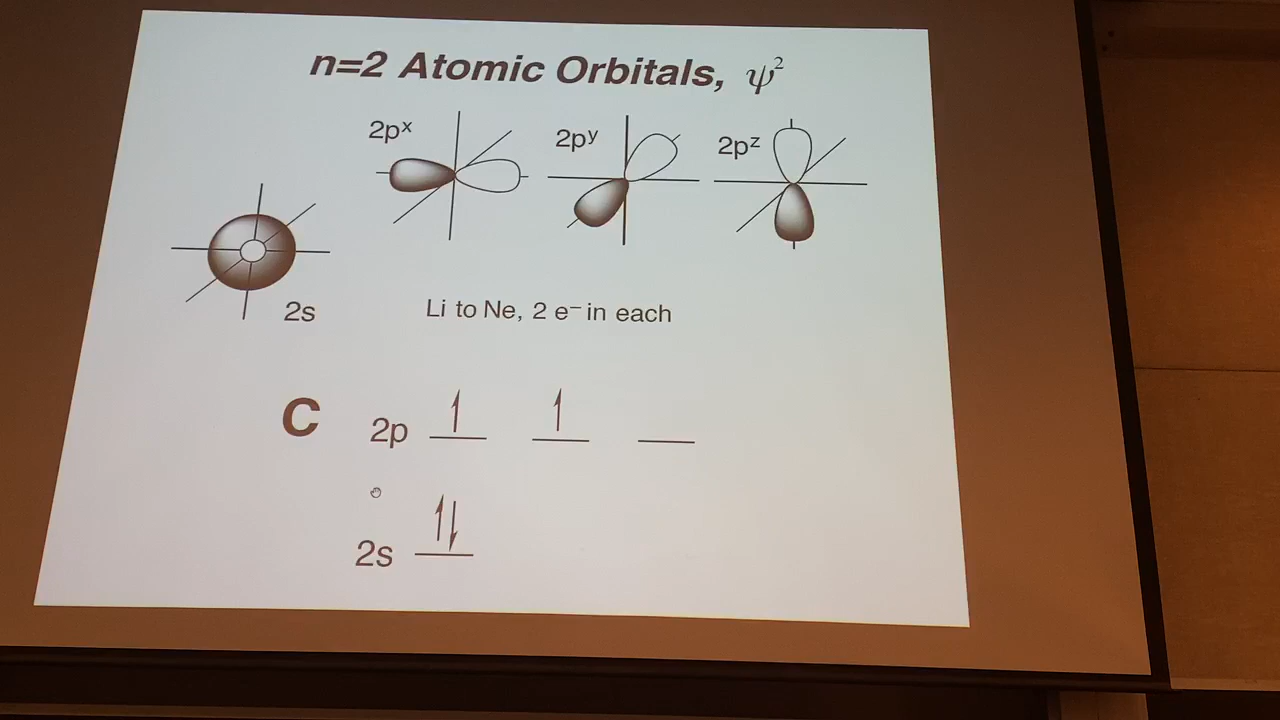 n=2 Atomic Orbitals, ψ²
2pˣ
2pʸ
2pᶻ
2s
Li to Ne, 2 e⁻ in each
C
2p ↑ ↑
2s ↑↓